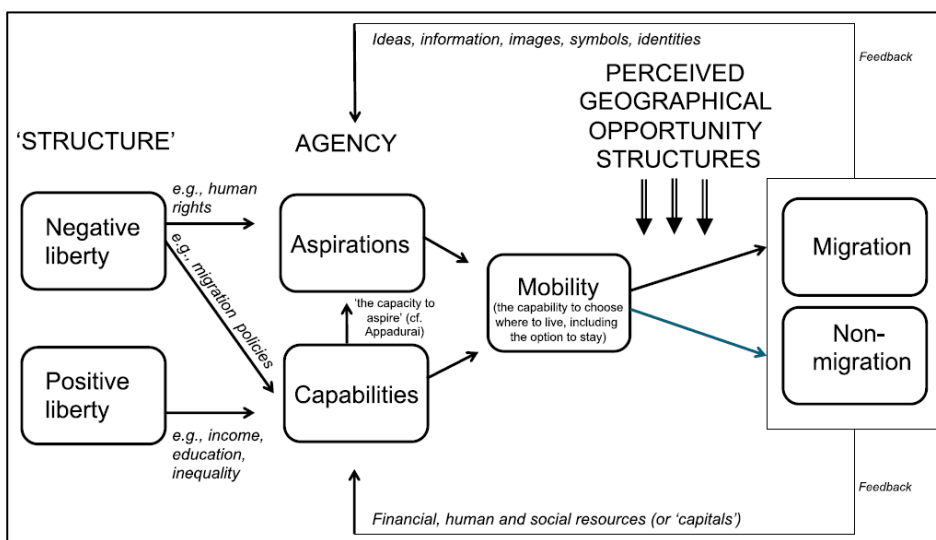 Ideas, information, images, symbols, identities
Feedback
PERCEIVED
GEOGRAPHICAL
OPPORTUNITY
STRUCTURES
‘STRUCTURE’
AGENCY
e.g., human
rights
Negative
liberty
e.g., migration policies
Aspirations
Migration
Mobility
(the capability to choose
where to live, including
the option to stay)
‘the capacity to
aspire’ (cf.
Appadurai)
Non-
migration
Positive
liberty
Capabilities
e.g., income,
education,
inequality
Feedback
Financial, human and social resources (or ‘capitals’)